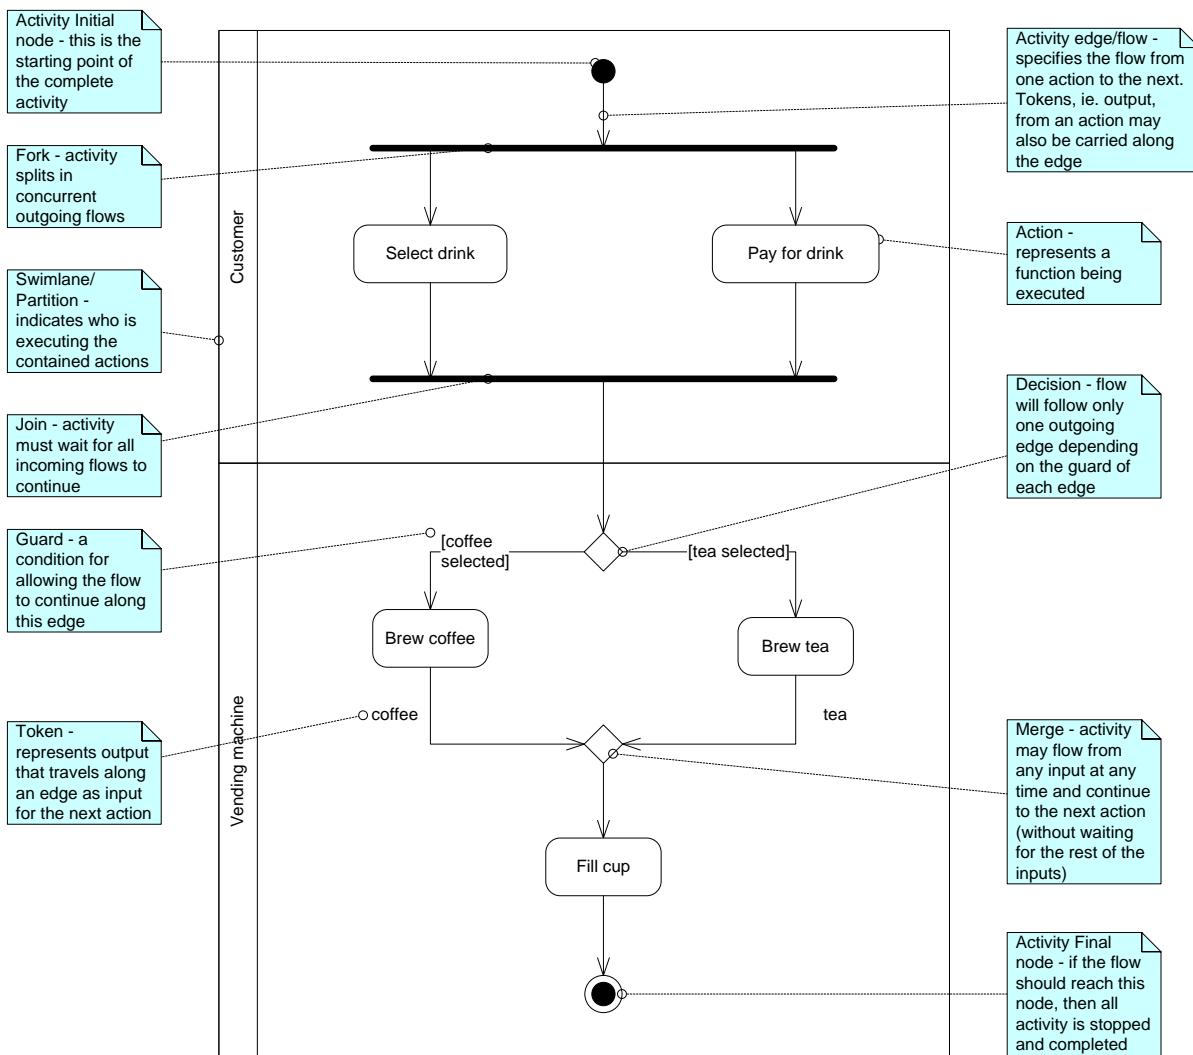 Activity Initial
node - this is the
starting point of
the complete
activity
Activity edge/flow -
specifies the flow from
one action to the next.
Tokens, ie. output,
from an action may
also be carried along
the edge
Fork - activity
splits in
concurrent
outgoing flows
Customer
Select drink
Pay for drink
Action -
represents a
function being
executed
Swimlane/
Partition -
indicates who is
executing the
contained actions
Join - activity
must wait for all
incoming flows to
continue
Decision - flow
will follow only
one outgoing
edge depending
on the guard of
each edge
Guard - a
condition for
allowing the flow
to continue along
this edge
[coffee
selected]
[tea selected]
Brew coffee
Brew tea
Vending machine
coffee
tea
Token -
represents output
that travels along
an edge as input
for the next action
Merge - activity
may flow from
any input at any
time and continue
to the next action
(without waiting
for the rest of the
inputs)
Fill cup
Activity Final
node - if the flow
should reach this
node, then all
activity is stopped
and completed